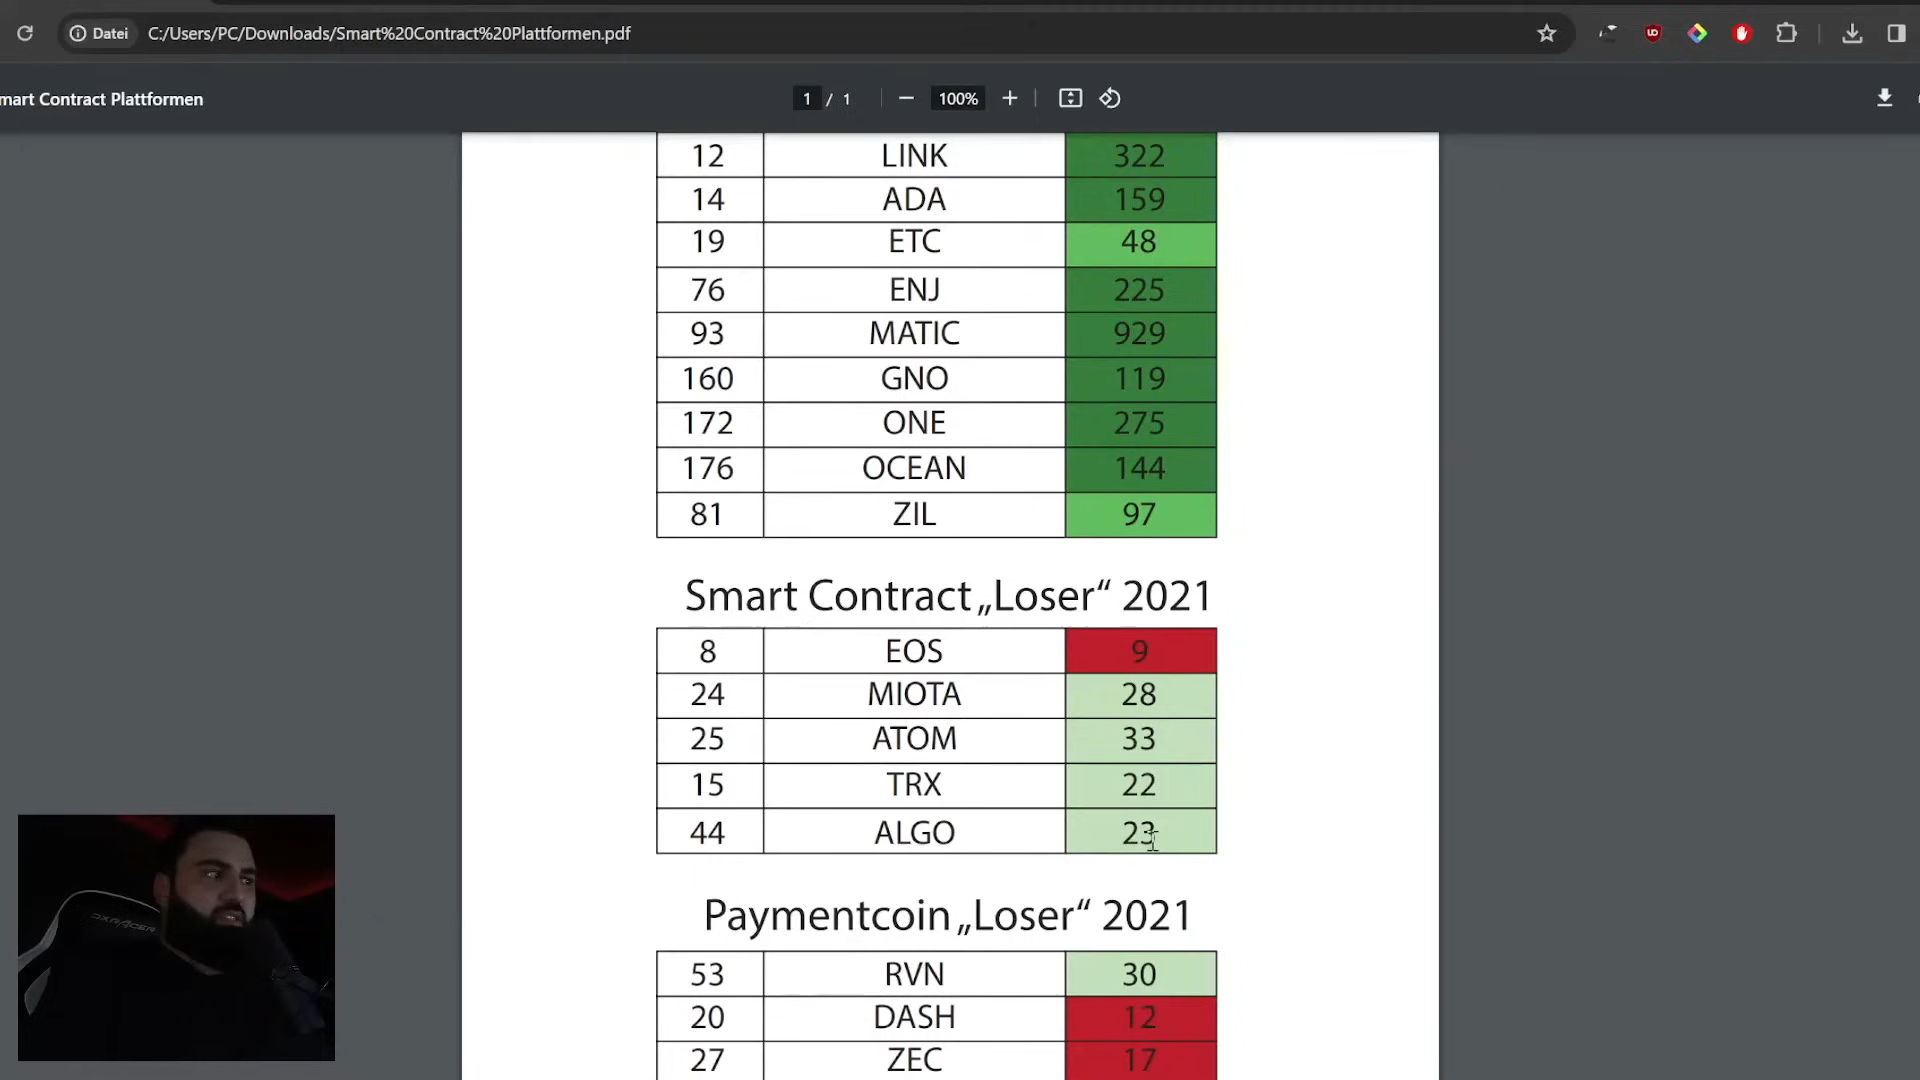 Datei C:/Users/PC/Downloads/Smart%20Contract%20Plattformen.pdf
mart Contract Plattformen 1 / 1 100%
12 LINK 322
14 ADA 159
19 ETC 48
76 ENJ 225
93 MATIC 929
160 GNO 119
172 ONE 275
176 OCEAN 144
81 ZIL 97
Smart Contract „Loser“ 2021
8 EOS 9
24 MIOTA 28
25 ATOM 33
15 TRX 22
44 ALGO 23
Paymentcoin „Loser“ 2021
53 RVN 30
20 DASH 12
27 ZEC 17